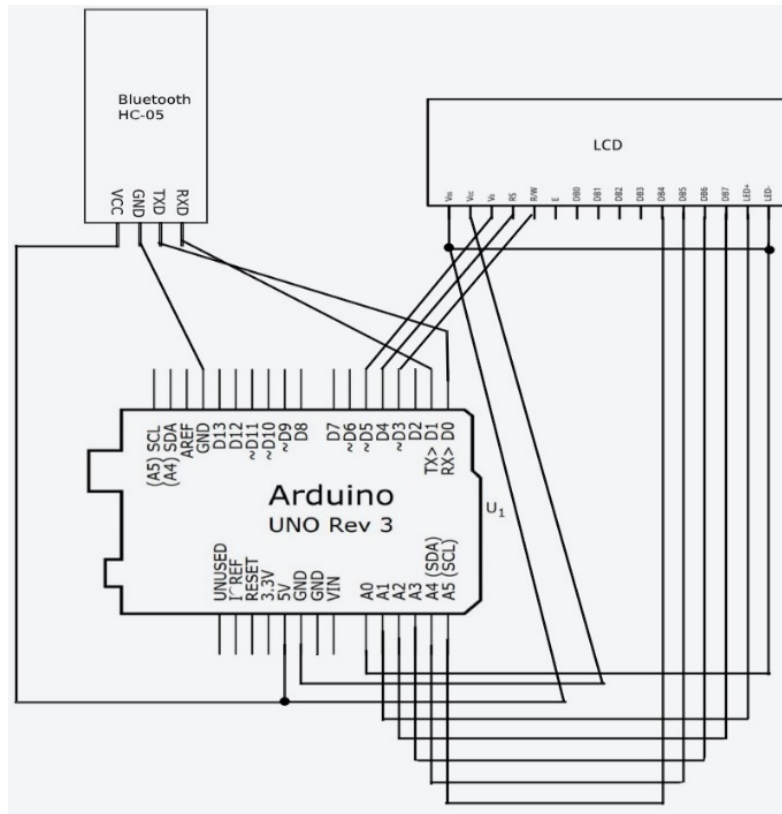 Bluetooth
HC-05
VCC
GND
TXD
RXD
LCD
Vss
Vcc
V₀
RS
R/W
E
DB0
DB1
DB2
DB3
DB4
DB5
DB6
DB7
LED+
LED-
(A5) SCL
(A4) SDA
AREF
GND
D13
D12
~D11
~D10
~D9
D8
D7
~D6
~D5
D4
~D3
D2
TX> D1
RX> D0
Arduino
UNO Rev 3
U1
UNUSED
RESET
3.3V
5V
GND
GND
VIN
A0
A1
A2
A3
A4 (SDA)
A5 (SCL)